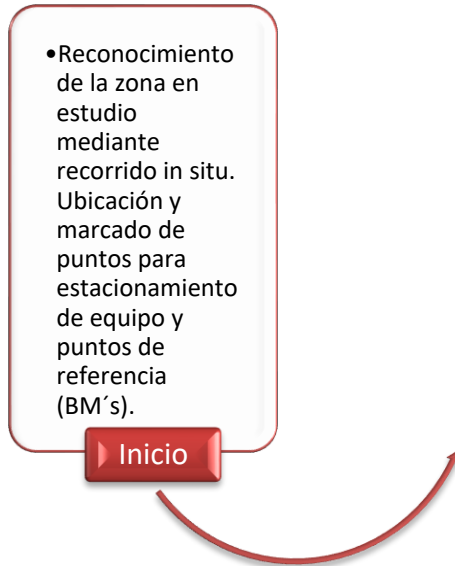 •Reconocimiento
de la zona en
estudio
mediante
recorrido in situ.
Ubicación y
marcado de
puntos para
estacionamiento
de equipo y
puntos de
referencia
(BM´s).
Inicio